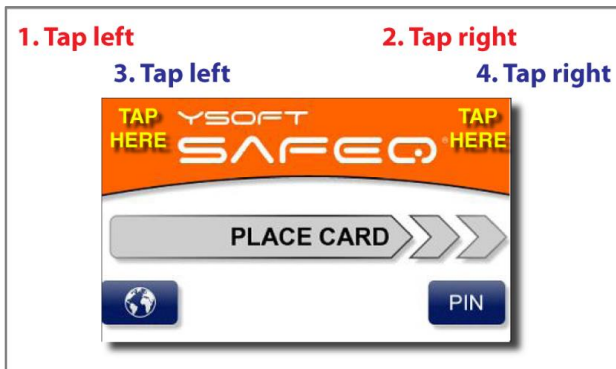 1. Tap left 2. Tap right
3. Tap left 4. Tap right
TAP HERE YSOFT SAFEQ® TAP HERE
PLACE CARD
PIN